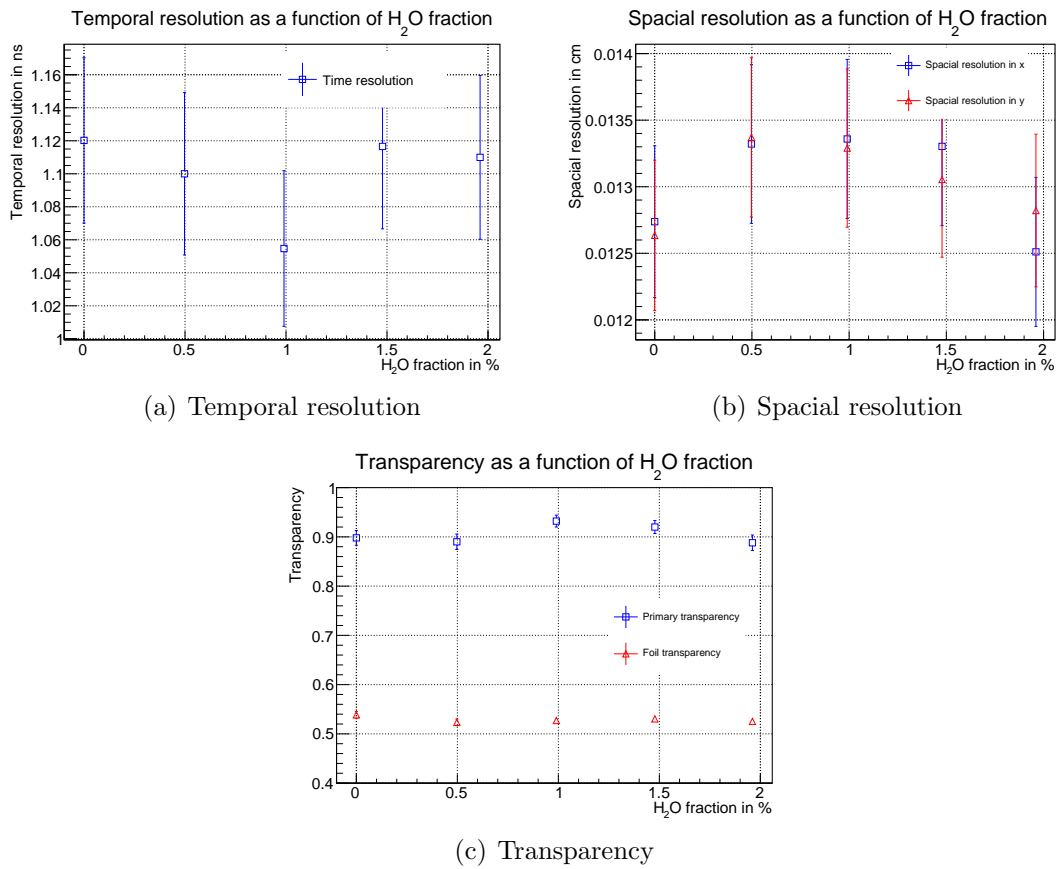 Temporal resolution as a function of H2O fraction
Temporal resolution in ns
1.16
1.14
1.12
1.1
1.08
1.06
1.04
1.02
1
Time resolution
0 0.5 1 1.5 2
H2O fraction in %
(a) Temporal resolution
Spacial resolution as a function of H2O fraction
Spacial resolution in cm
0.014
0.0135
0.013
0.0125
0.012
Spacial resolution in x
Spacial resolution in y
0 0.5 1 1.5 2
H2O fraction in %
(b) Spacial resolution
Transparency as a function of H2O fraction
Transparency
1
0.9
0.8
0.7
0.6
0.5
0.4
Primary transparency
Foil transparency
0 0.5 1 1.5 2
H2O fraction in %
(c) Transparency